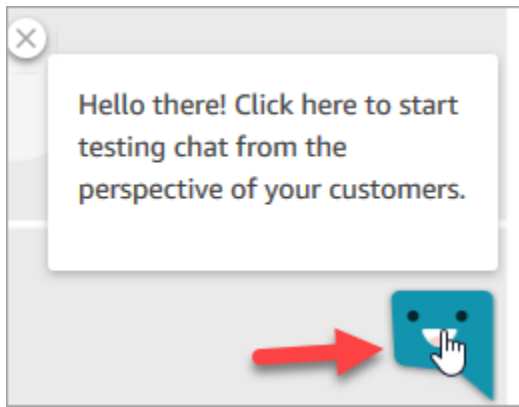 Hello there! Click here to start
testing chat from the
perspective of your customers.